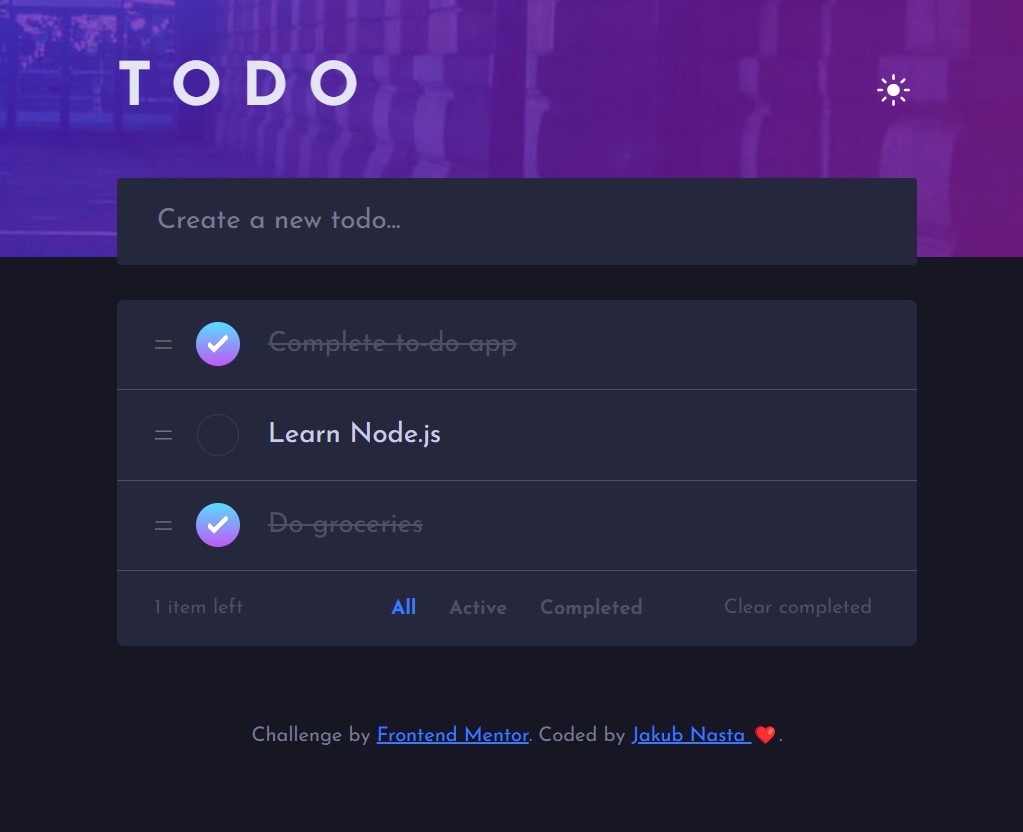 TODO
Create a new todo...
Complete to-do app
Learn Node.js
Do groceries
1 item left All Active Completed Clear completed
Challenge by Frontend Mentor. Coded by Jakub Nasta ❤️.